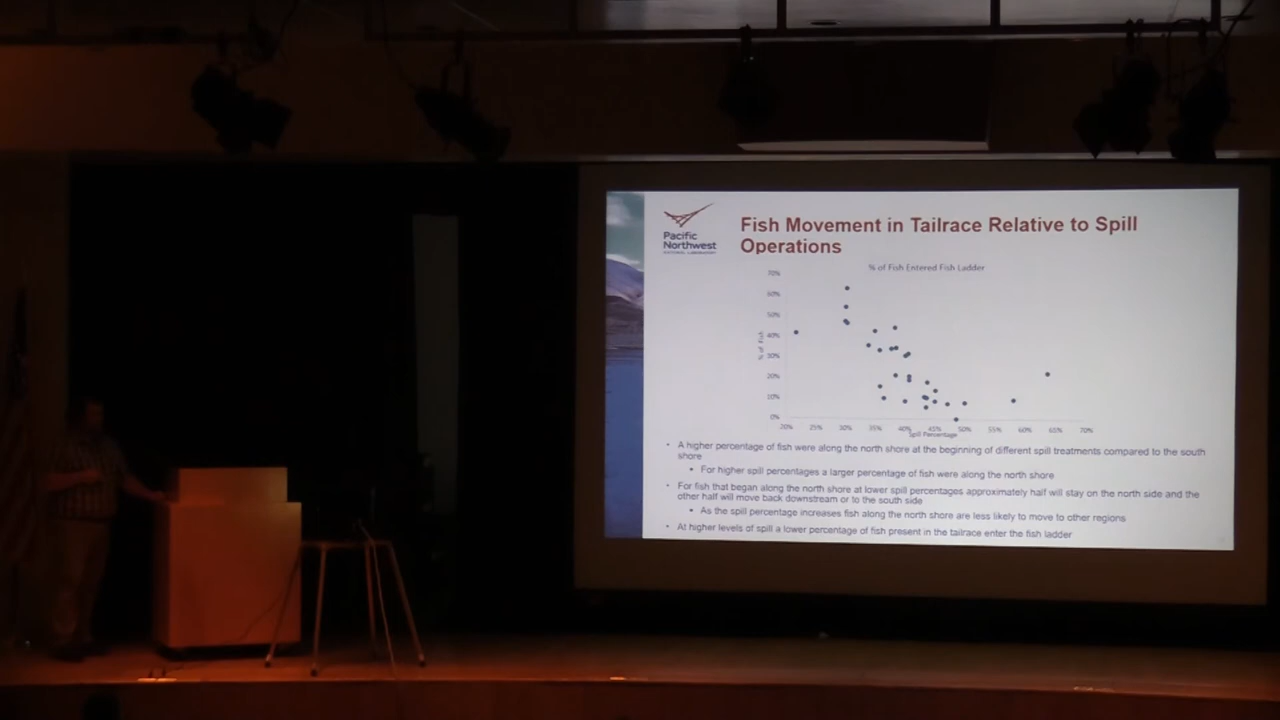 Pacific
Northwest
NATIONAL LABORATORY
Fish Movement in Tailrace Relative to Spill
Operations
% of Fish Entered Fish Ladder
70%
60%
50%
40%
30%
20%
10%
0%
% of Fish
20% 25% 30% 35% 40% 45% 50% 55% 60% 65% 70%
Spill Percentage
• A higher percentage of fish were along the north shore at the beginning of different spill treatments compared to the south
shore
• For higher spill percentages a larger percentage of fish were along the north shore
• For fish that began along the north shore at lower spill percentages approximately half will stay on the north side and the
other half will move back downstream or to the south side
• As the spill percentage increases fish along the north shore are less likely to move to other regions
• At higher levels of spill a lower percentage of fish present in the tailrace enter the fish ladder